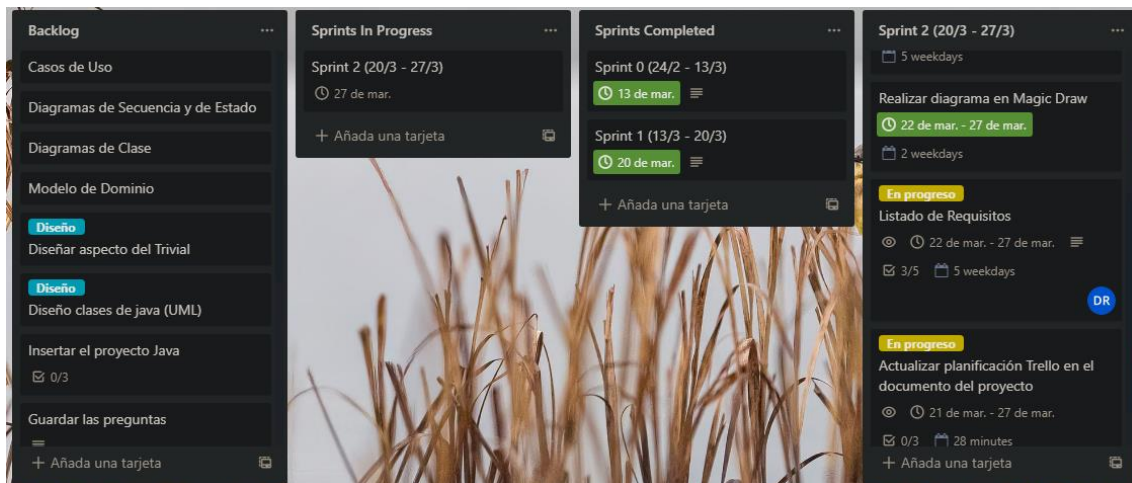 Backlog
Casos de Uso
Diagramas de Secuencia y de Estado
Diagramas de Clase
Modelo de Dominio
Diseño
Diseñar aspecto del Trivial
Diseño
Diseño clases de java (UML)
Insertar el proyecto Java
0/3
Guardar las preguntas
+ Añada una tarjeta
Sprints In Progress
Sprint 2 (20/3 - 27/3)
27 de mar.
+ Añada una tarjeta
Sprints Completed
Sprint 0 (24/2 - 13/3)
13 de mar.
Sprint 1 (13/3 - 20/3)
20 de mar.
+ Añada una tarjeta
Sprint 2 (20/3 - 27/3)
5 weekdays
Realizar diagrama en Magic Draw
22 de mar. - 27 de mar.
2 weekdays
En progreso
Listado de Requisitos
22 de mar. - 27 de mar.
3/5 5 weekdays
DR
En progreso
Actualizar planificación Trello en el
documento del proyecto
21 de mar. - 27 de mar.
0/3 28 minutes
+ Añada una tarjeta